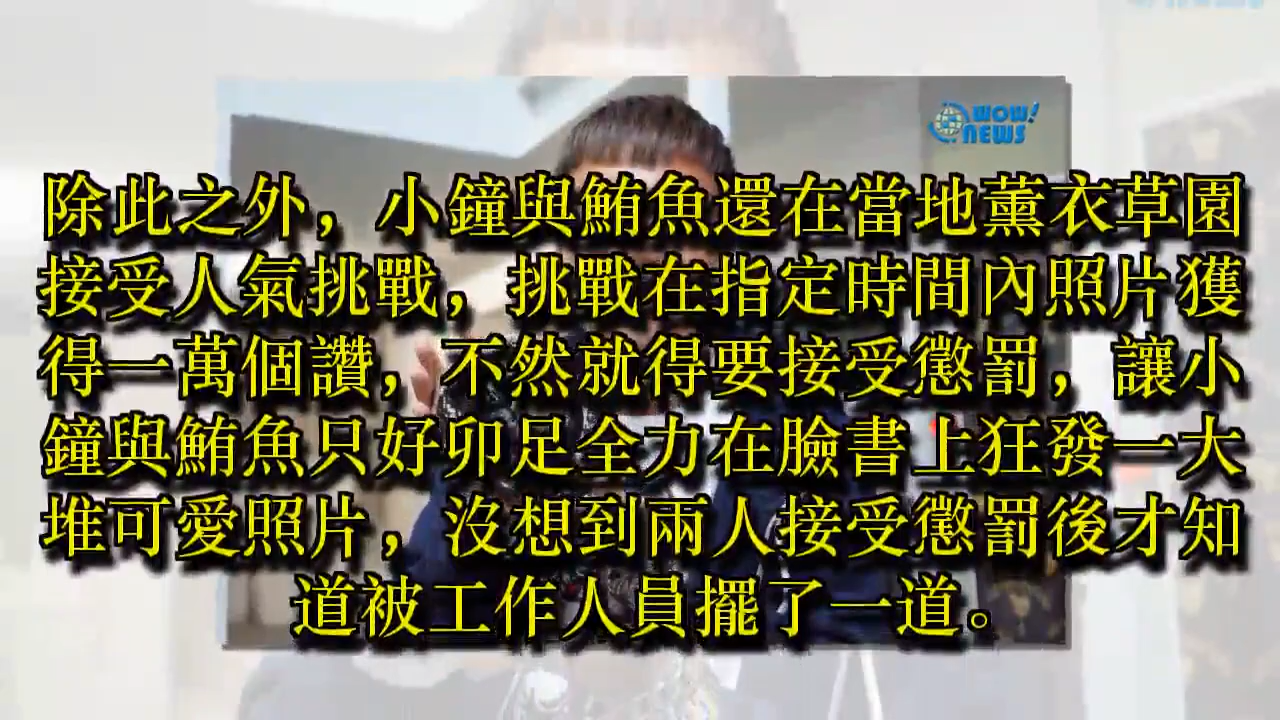 WOW!
NEWS
除此之外，小鐘與鮪魚還在當地薰衣草園
接受人氣挑戰，挑戰在指定時間內照片獲
得一萬個讚，不然就得要接受懲罰，讓小
鐘與鮪魚只好卯足全力在臉書上狂發一大
堆可愛照片，沒想到兩人接受懲罰後才知
道被工作人員擺了一道。